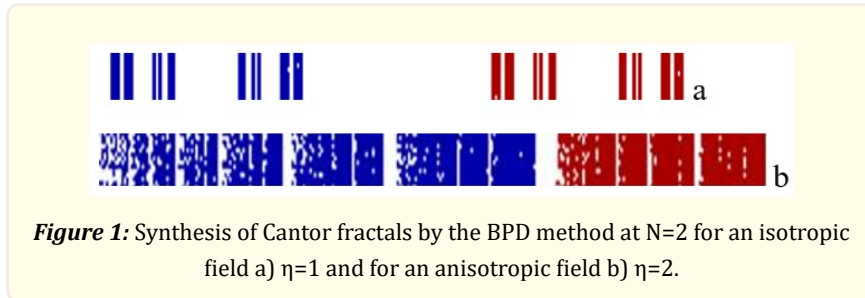 a
b
Figure 1: Synthesis of Cantor fractals by the BPD method at N=2 for an isotropic
field a) η=1 and for an anisotropic field b) η=2.